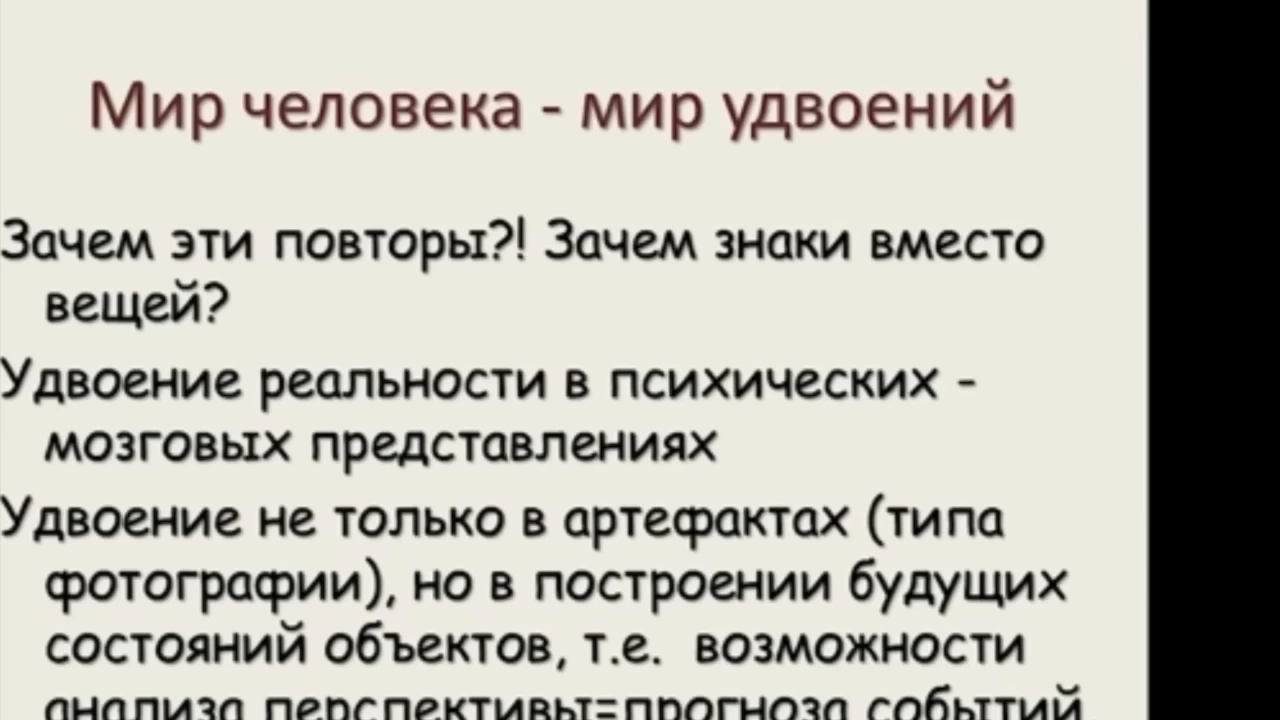 Мир человека - мир удвоений
Зачем эти повторы?! Зачем знаки вместо
вещей?
Удвоение реальности в психических -
мозговых представлениях
Удвоение не только в артефактах (типа
фотографии), но в построении будущих
состояний объектов, т.е. возможности
анализа перспективы=прогноза событий